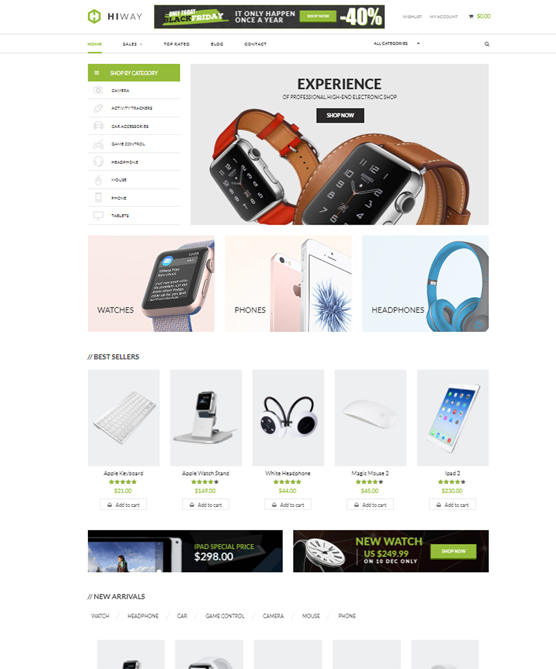 HIWAY
ONLY TODAY
BLACK FRIDAY
IT ONLY HAPPEN
ONCE A YEAR
-40%
WISHLIST
MY ACCOUNT
$0.00
HOME
SALES
TOP RATED
BLOG
CONTACT
ALL CATEGORIES
SHOP BY CATEGORY
CAMERA
ACTIVITY TRACKERS
CAR ACCESSORIES
GAME CONTROL
HEADPHONE
MOUSE
PHONE
TABLETS
EXPERIENCE
OF PROFESSIONAL HIGH-END ELECTRONIC SHOP
SHOP NOW
WATCHES
PHONES
HEADPHONES
// BEST SELLERS
Apple Keyboard
Apple Watch Stand
White Headphone
Magic Mouse 2
Ipad 2
$21.00
$149.00
$44.00
$45.00
$230.00
Add to cart
Add to cart
Add to cart
Add to cart
Add to cart
IPAD SPECIAL PRICE
$298.00
NEW WATCH
US $249.99
ON 10 DEC ONLY
SHOP NOW
// NEW ARRIVALS
WATCH / HEADPHONE / CAR / GAME CONTROL / CAMERA / MOUSE / PHONE